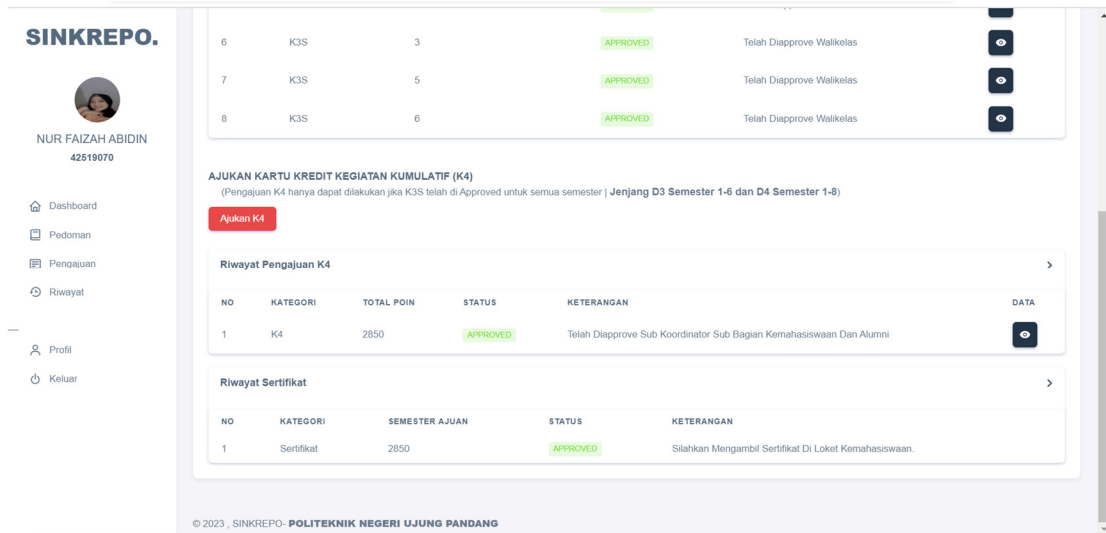 SINKREPO.
NUR FAIZAH ABIDIN
42519070
Dashboard
Pedoman
Pengajuan
Riwayat
Profil
Keluar
6 K3S 3 APPROVED Telah Diapprove Walikelas
7 K3S 5 APPROVED Telah Diapprove Walikelas
8 K3S 6 APPROVED Telah Diapprove Walikelas
AJUKAN KARTU KREDIT KEGIATAN KUMULATIF (K4)
(Pengajuan K4 hanya dapat dilakukan jika K3S telah di Approved untuk semua semester | Jenjang D3 Semester 1-6 dan D4 Semester 1-8)
Ajukan K4
Riwayat Pengajuan K4
NO KATEGORI TOTAL POIN STATUS KETERANGAN DATA
1 K4 2850 APPROVED Telah Diapprove Sub Koordinator Sub Bagian Kemahasiswaan Dan Alumni
Riwayat Sertifikat
NO KATEGORI SEMESTER AJUAN STATUS KETERANGAN
1 Sertifikat 2850 APPROVED Silahkan Mengambil Sertifikat Di Loket Kemahasiswaan.
© 2023 , SINKREPO- POLITEKNIK NEGERI UJUNG PANDANG